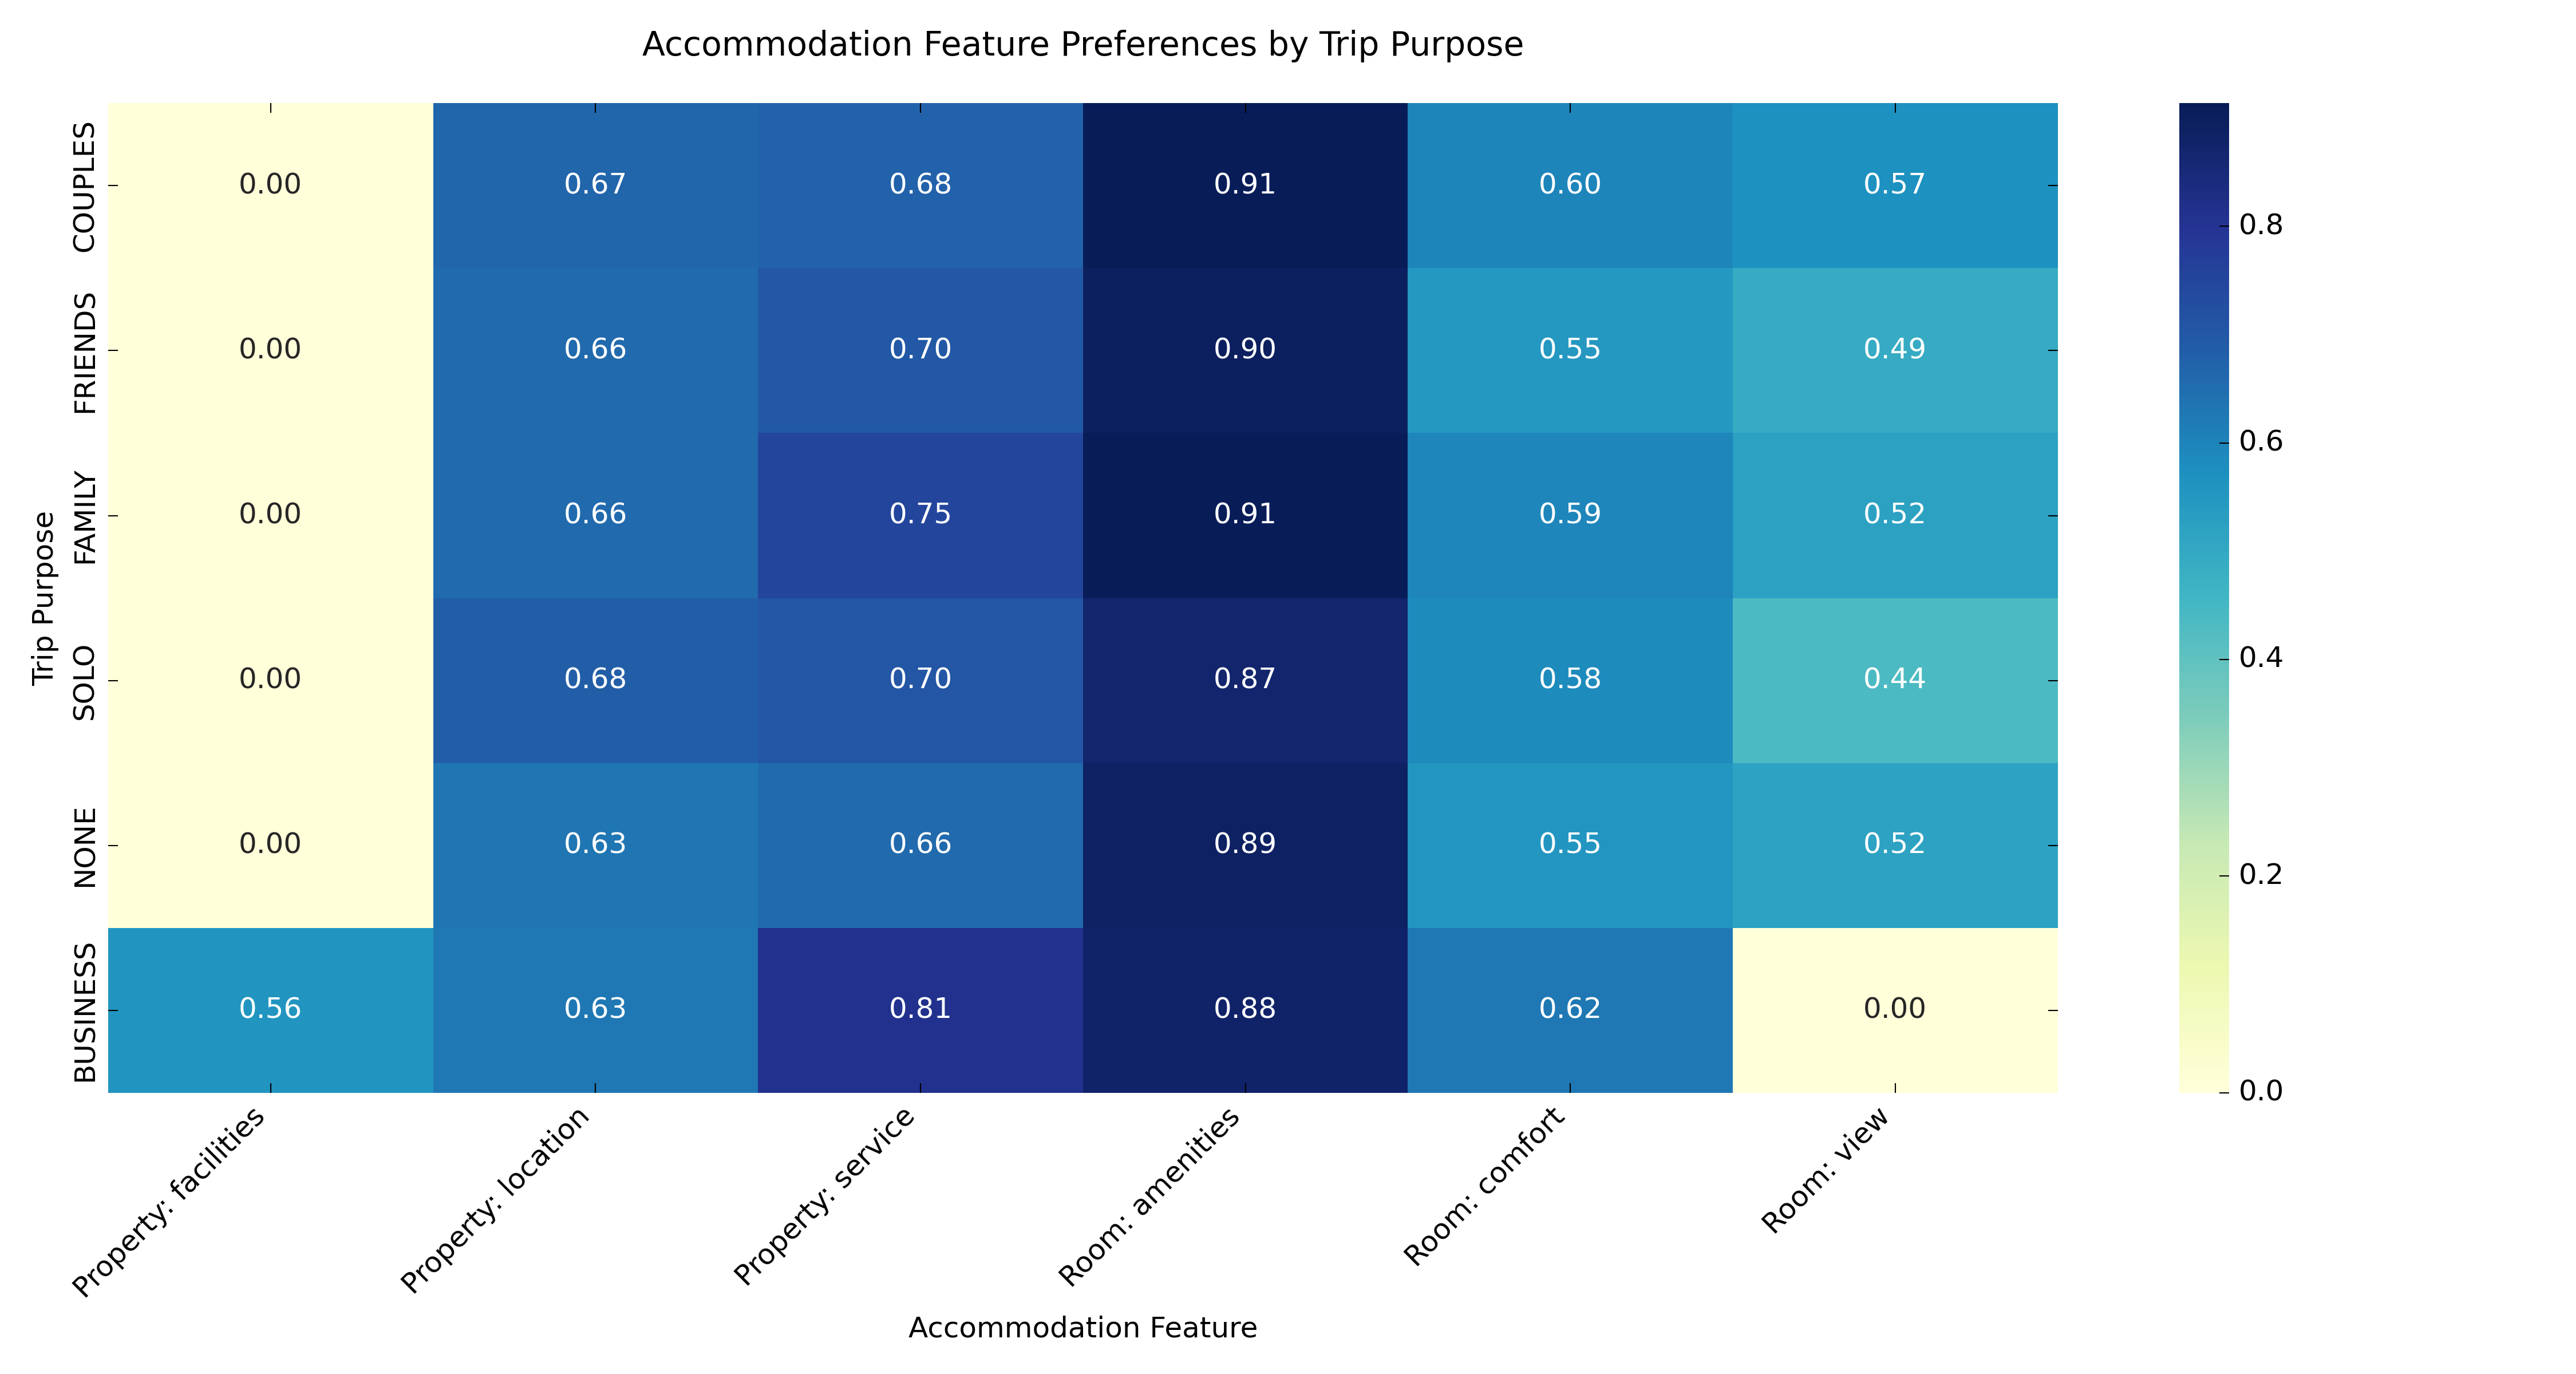 Accommodation Feature Preferences by Trip Purpose
Trip Purpose
COUPLES 0.00 0.67 0.68 0.91 0.60 0.57
FRIENDS 0.00 0.66 0.70 0.90 0.55 0.49
FAMILY 0.00 0.66 0.75 0.91 0.59 0.52
SOLO 0.00 0.68 0.70 0.87 0.58 0.44
NONE 0.00 0.63 0.66 0.89 0.55 0.52
BUSINESS 0.56 0.63 0.81 0.88 0.62 0.00
Property: facilities
Property: location
Property: service
Room: amenities
Room: comfort
Room: view
Accommodation Feature
0.8
0.6
0.4
0.2
0.0